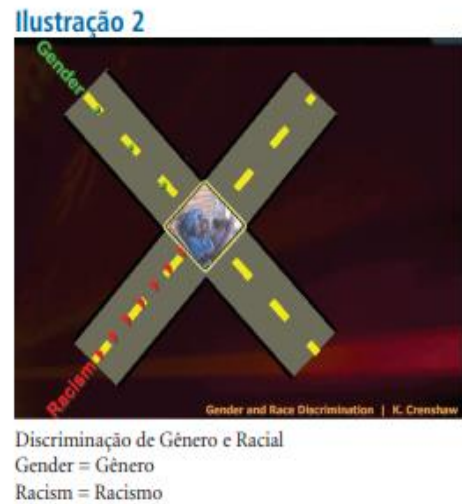 Ilustração 2
Gender
Racism
Gender and Race Discrimination | K. Crenshaw
Discriminação de Gênero e Racial
Gender = Gênero
Racism = Racismo